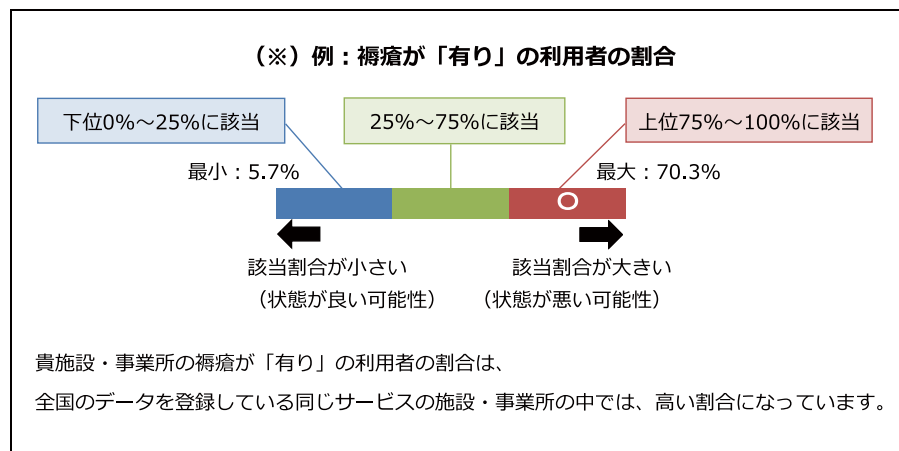 （※）例：褥瘡が「有り」の利用者の割合
下位0%～25%に該当
25%～75%に該当
上位75%～100%に該当
最小：5.7%
最大：70.3%
該当割合が小さい
（状態が良い可能性）
該当割合が大きい
（状態が悪い可能性）
貴施設・事業所の褥瘡が「有り」の利用者の割合は、
全国のデータを登録している同じサービスの施設・事業所の中では、高い割合になっています。